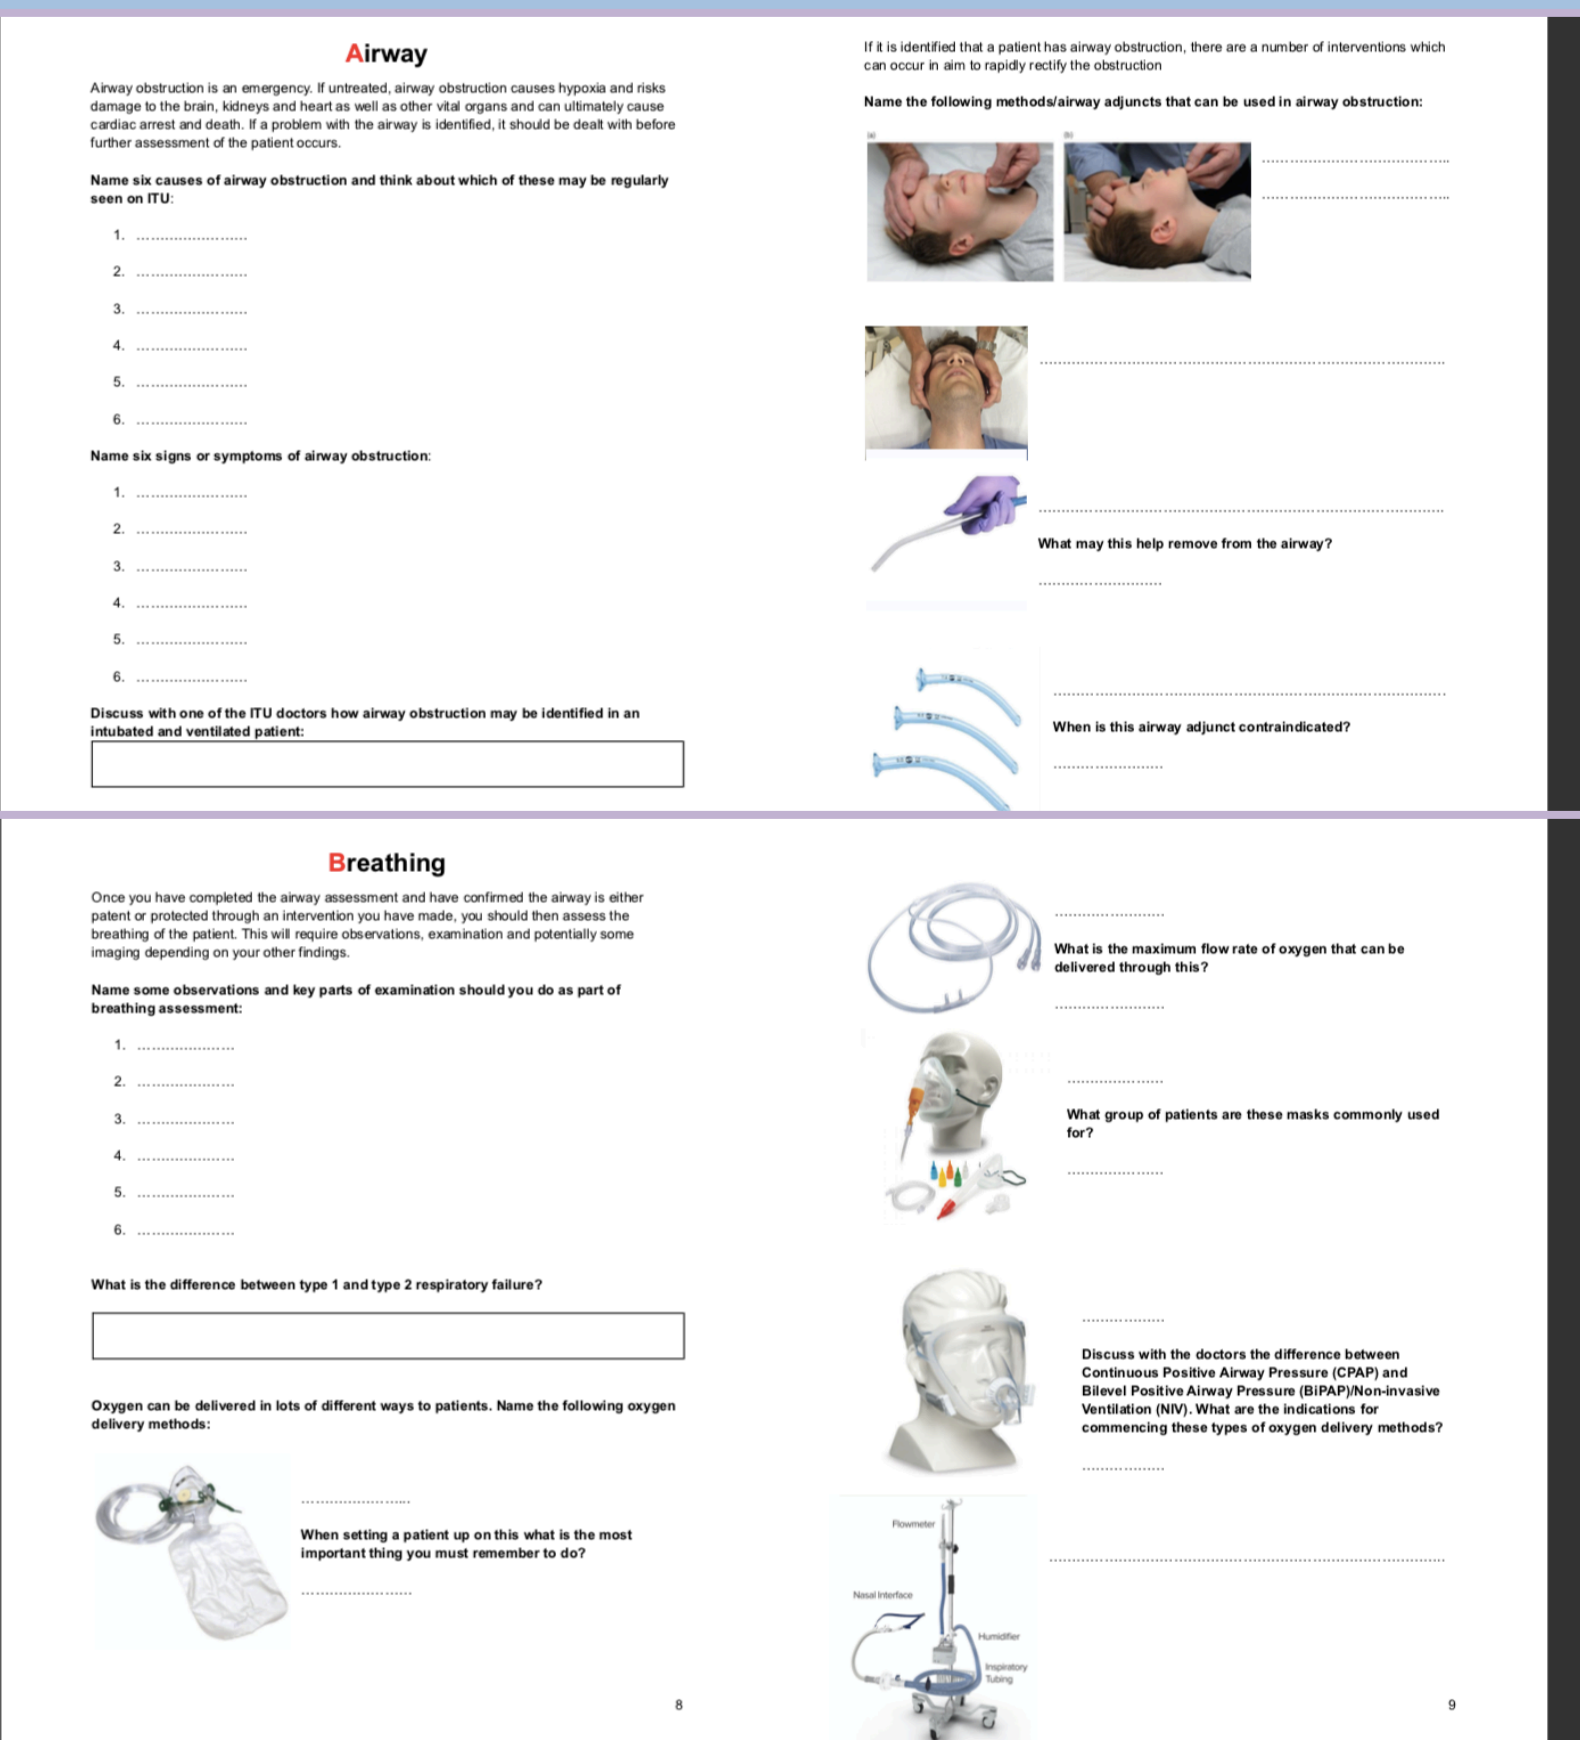 Airway
Airway obstruction is an emergency. If untreated, airway obstruction causes hypoxia and risks
damage to the brain, kidneys and heart as well as other vital organs and can ultimately cause
cardiac arrest and death. If a problem with the airway is identified, it should be dealt with before
further assessment of the patient occurs.
Name six causes of airway obstruction and think about which of these may be regularly
seen on ITU:
1. ........................
2. ........................
3. ........................
4. ........................
5. ........................
6. ........................
Name six signs or symptoms of airway obstruction:
1. ........................
2. ........................
3. ........................
4. ........................
5. ........................
6. ........................
Discuss with one of the ITU doctors how airway obstruction may be identified in an
intubated and ventilated patient:
If it is identified that a patient has airway obstruction, there are a number of interventions which
can occur in aim to rapidly rectify the obstruction
Name the following methods/airway adjuncts that can be used in airway obstruction:
(a)
(b)
What may this help remove from the airway?
When is this airway adjunct contraindicated?
Breathing
Once you have completed the airway assessment and have confirmed the airway is either
patent or protected through an intervention you have made, you should then assess the
breathing of the patient. This will require observations, examination and potentially some
imaging depending on your other findings.
Name some observations and key parts of examination should you do as part of
breathing assessment:
1. .....................
2. .....................
3. .....................
4. .....................
5. .....................
6. .....................
What is the difference between type 1 and type 2 respiratory failure?
Oxygen can be delivered in lots of different ways to patients. Name the following oxygen
delivery methods:
When setting a patient up on this what is the most
important thing you must remember to do?
8
What is the maximum flow rate of oxygen that can be
delivered through this?
What group of patients are these masks commonly used
for?
Discuss with the doctors the difference between
Continuous Positive Airway Pressure (CPAP) and
Bilevel Positive Airway Pressure (BiPAP)/Non-invasive
Ventilation (NIV). What are the indications for
commencing these types of oxygen delivery methods?
Flowmeter
Nasal Interface
Humidifier
Inspiratory
Tubing
9